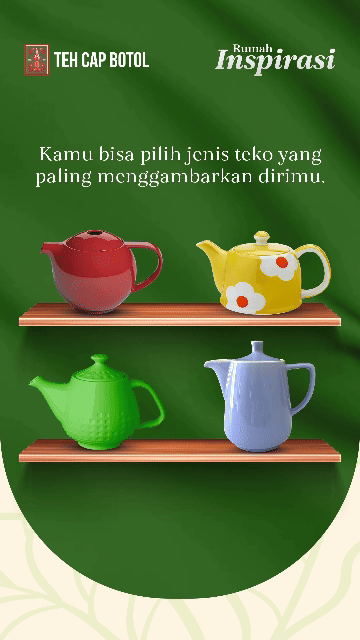 TEH CAP BOTOL
Rumah
Inspirasi
Kamu bisa pilih jenis teko yang
paling menggambarkan dirimu.